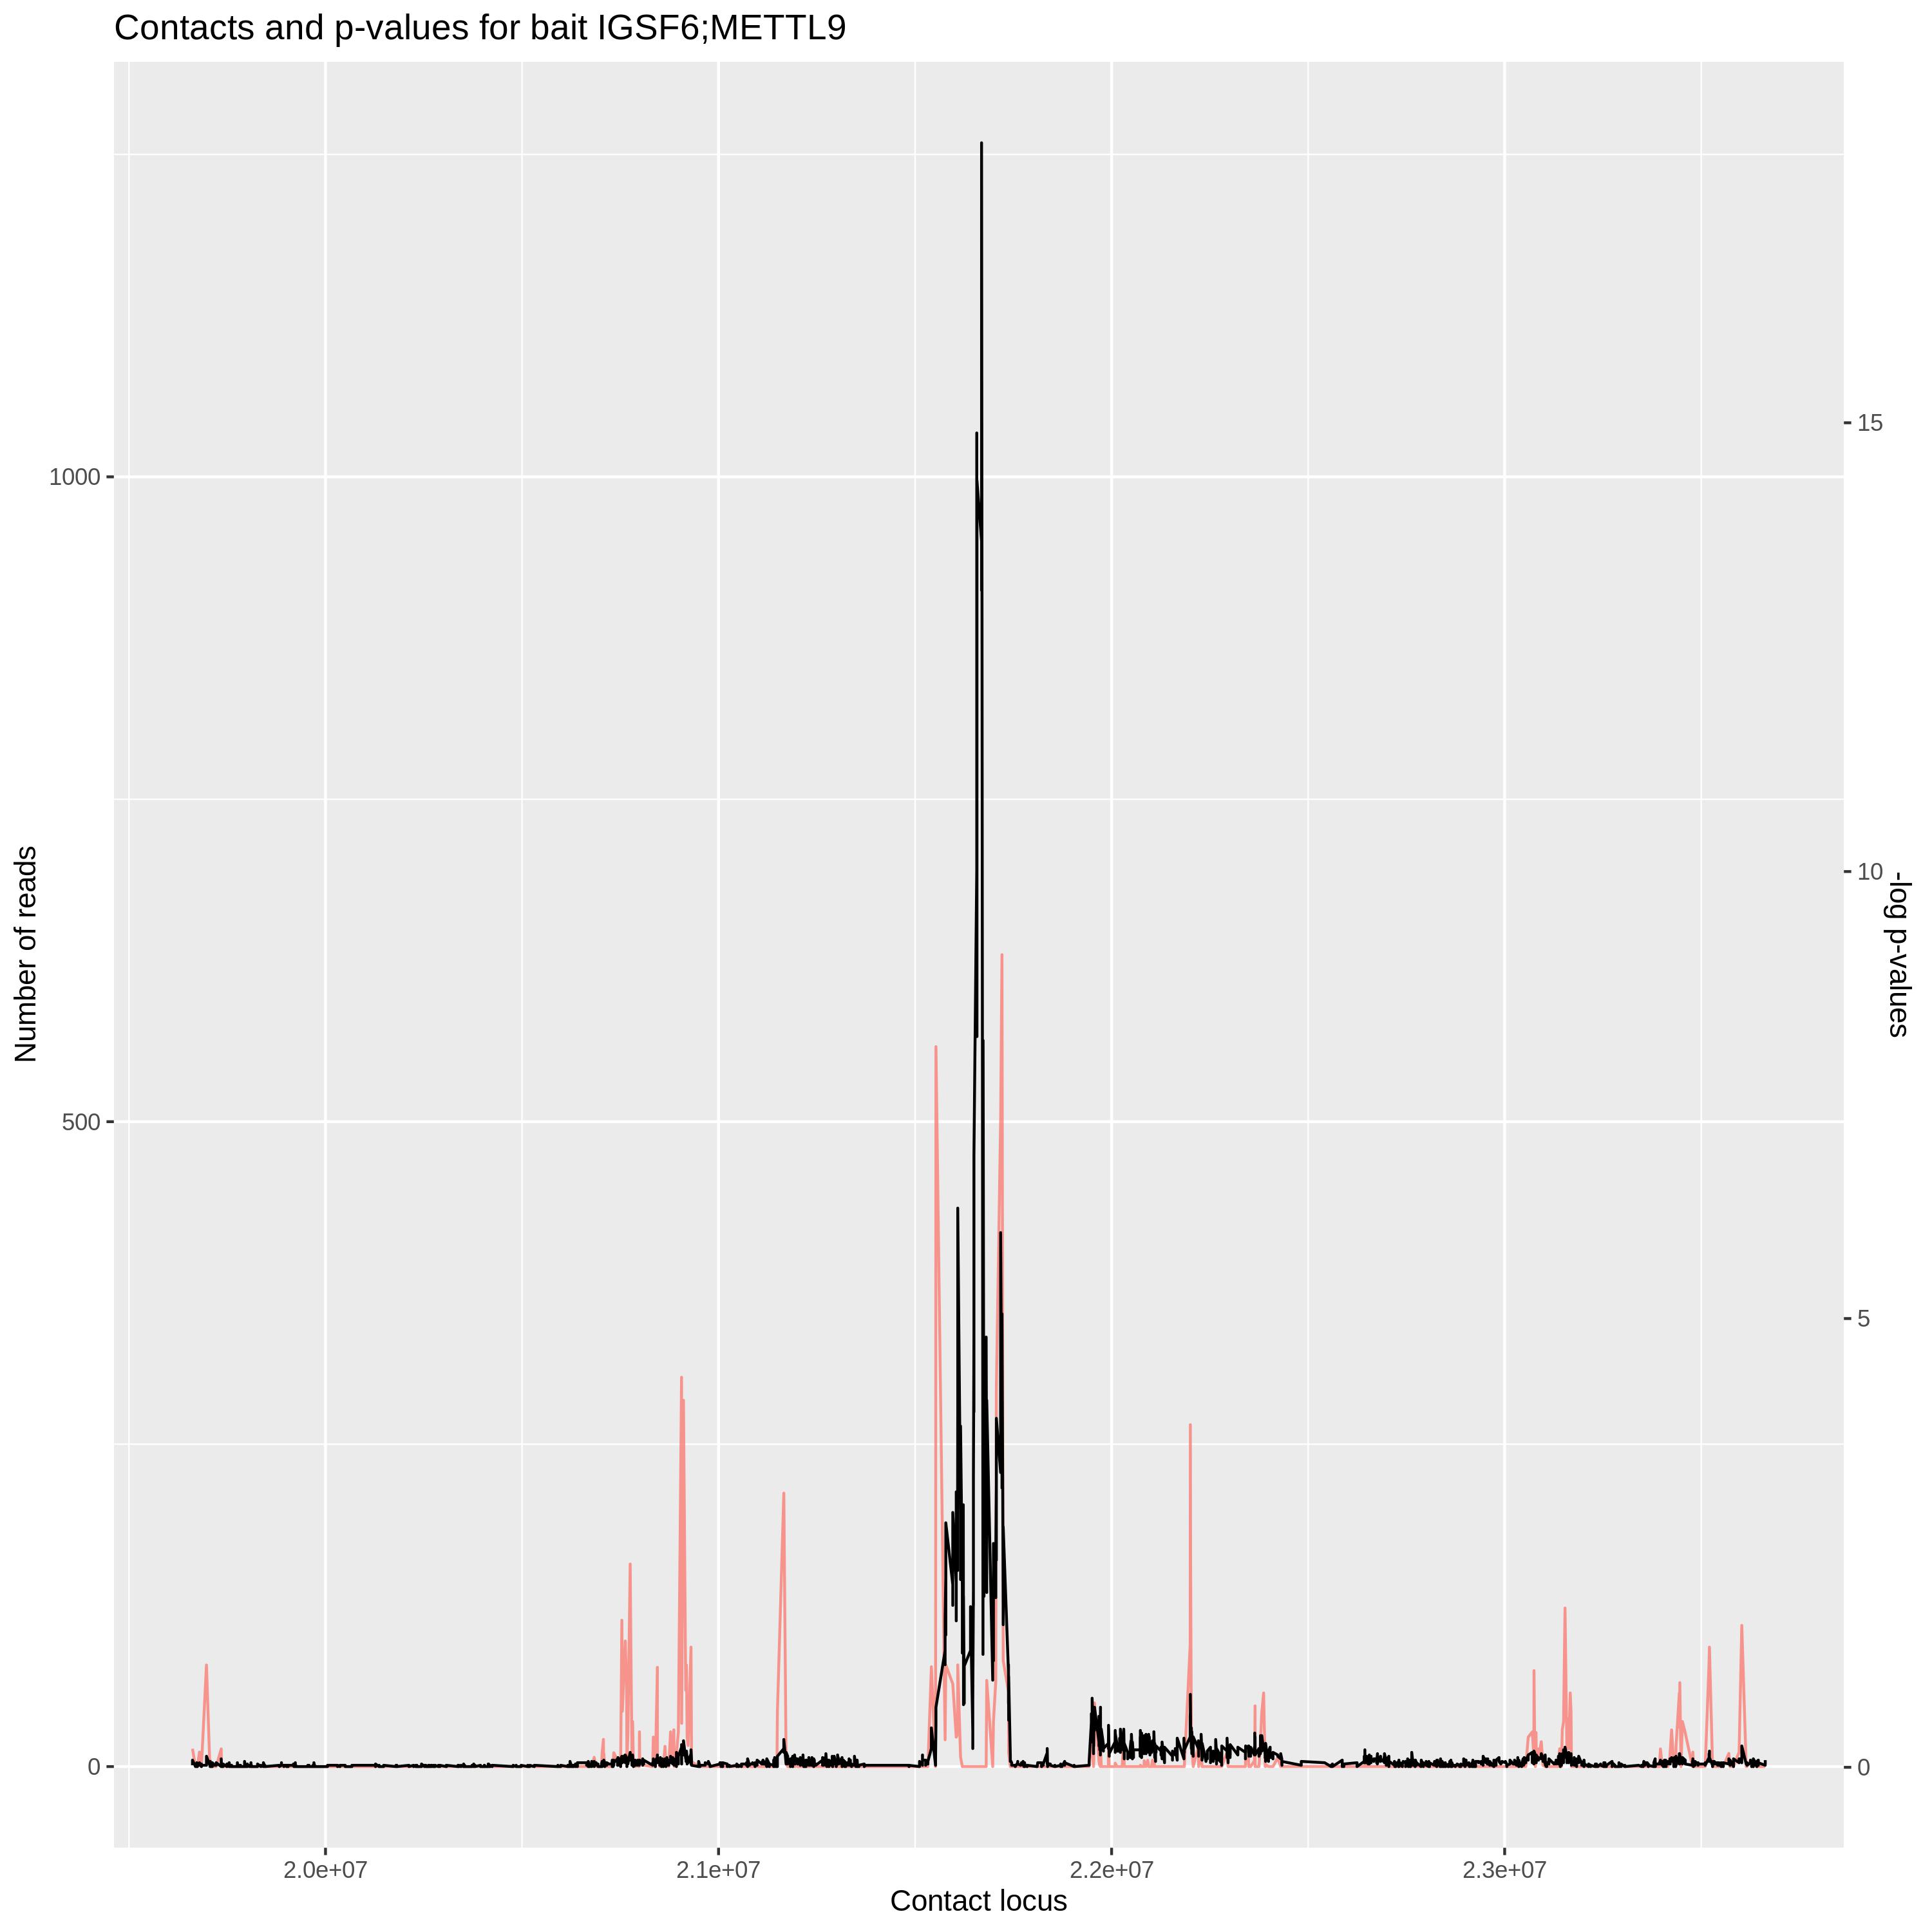 Contacts and p-values for bait IGSF6;METTL9
Number of reads
1000
500
0
15
10
5
0
-log p-values
2.0e+07
2.1e+07
2.2e+07
2.3e+07
Contact locus